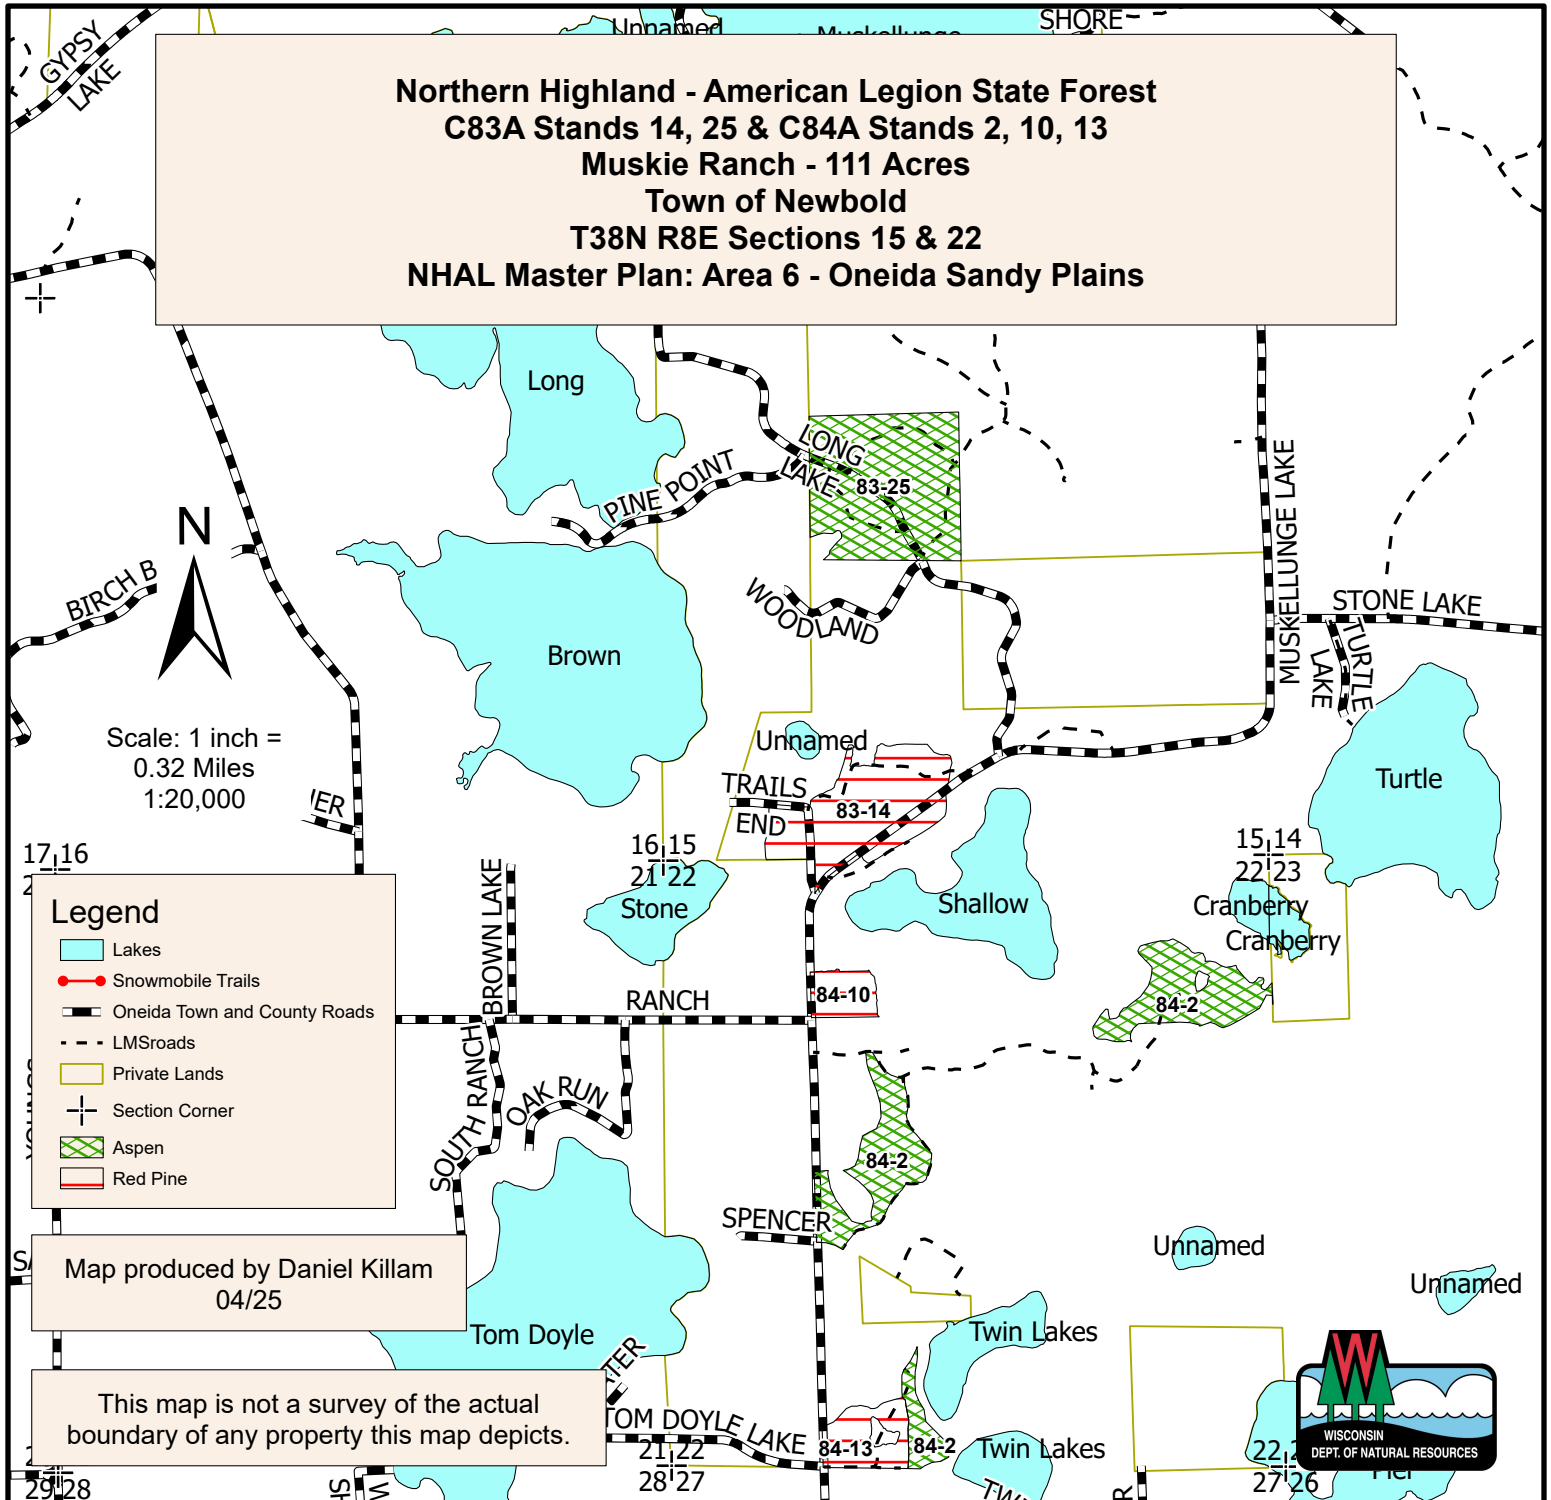 Unnamed
Muskellunge
SHORE
GYPSY
LAKE
Northern Highland - American Legion State Forest
C83A Stands 14, 25 & C84A Stands 2, 10, 13
Muskie Ranch - 111 Acres
Town of Newbold
T38N R8E Sections 15 & 22
NHAL Master Plan: Area 6 - Oneida Sandy Plains
Long
LONG
LAKE
PINE POINT
83-25
MUSKELLUNGE LAKE
N
BIRCH B
WOODLAND
STONE LAKE
TURTLE
LAKE
Brown
Scale: 1 inch =
0.32 Miles
1:20,000
Unnamed
Turtle
TRAILS
END
83-14
16 15
21 22
15 14
22 23
17 16
BROWN LAKE
Stone
Shallow
Cranberry
Cranberry
Legend
Lakes
Snowmobile Trails
Oneida Town and County Roads
LMSroads
Private Lands
Section Corner
Aspen
Red Pine
RANCH
84-10
84-2
SOUTH RANCH
OAK RUN
84-2
SPENCER
Unnamed
Unnamed
Map produced by Daniel Killam
04/25
Tom Doyle
Twin Lakes
This map is not a survey of the actual
boundary of any property this map depicts.
TOM DOYLE LAKE
84-13
84-2
Twin Lakes
21 22
28 27
22
27 26
29 28
WISCONSIN
DEPT. OF NATURAL RESOURCES